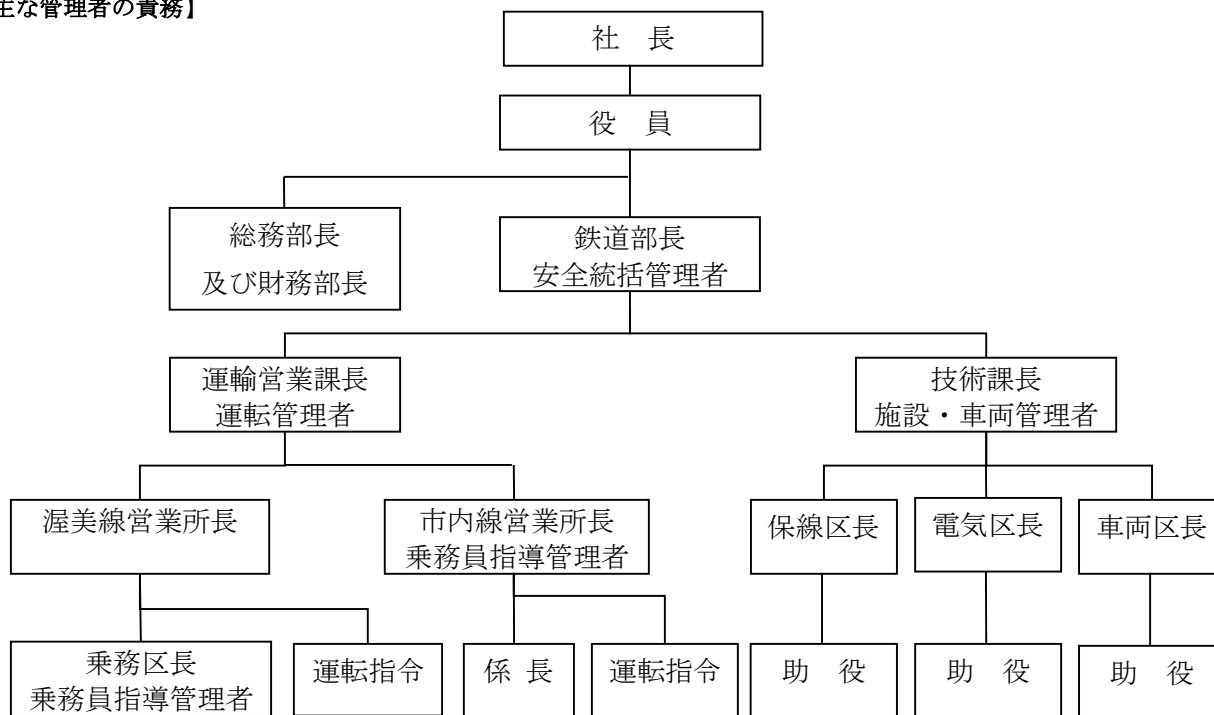 主な管理者の責務】
社　長
役　員
総務部長
及び財務部長
鉄道部長
安全統括管理者
運輸営業課長
運転管理者
技術課長
施設・車両管理者
渥美線営業所長
市内線営業所長
乗務員指導管理者
保線区長
電気区長
車両区長
乗務区長
乗務員指導管理者
運転指令
係 長
運転指令
助　役
助　役
助　役